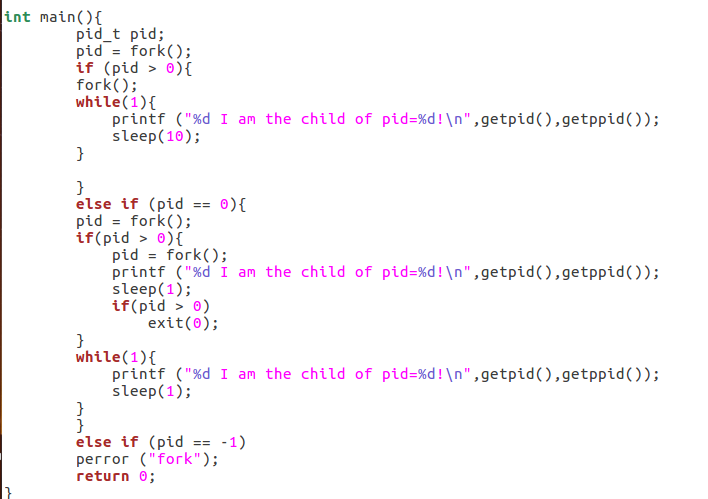 int main(){
        pid_t pid;
        pid = fork();
        if (pid > 0){
        fork();
        while(1){
            printf ("%d I am the child of pid=%d!\n",getpid(),getppid());
            sleep(10);
        }

        }
        else if (pid == 0){
        pid = fork();
        if(pid > 0){
            pid = fork();
            printf ("%d I am the child of pid=%d!\n",getpid(),getppid());
            sleep(1);
            if(pid > 0)
                exit(0);
        }
        while(1){
            printf ("%d I am the child of pid=%d!\n",getpid(),getppid());
            sleep(1);
        }
        }
        else if (pid == -1)
        perror ("fork");
        return 0;
}